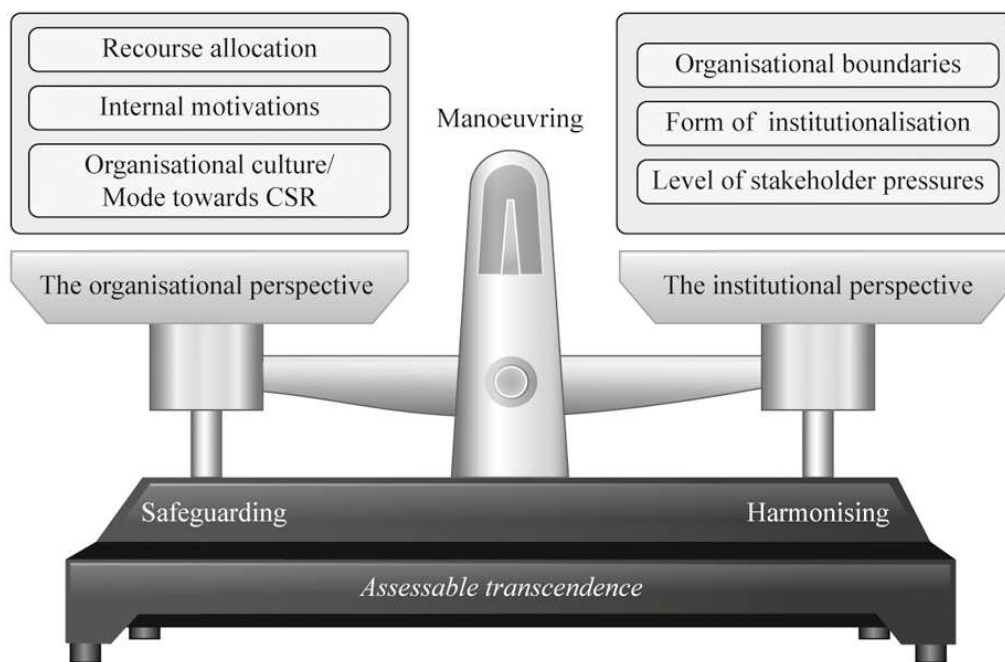 Recourse allocation
Internal motivations
Organisational culture/
Mode towards CSR
The organisational perspective
Manoeuvring
Organisational boundaries
Form of institutionalisation
Level of stakeholder pressures
The institutional perspective
Safeguarding
Harmonising
Assessable transcendence